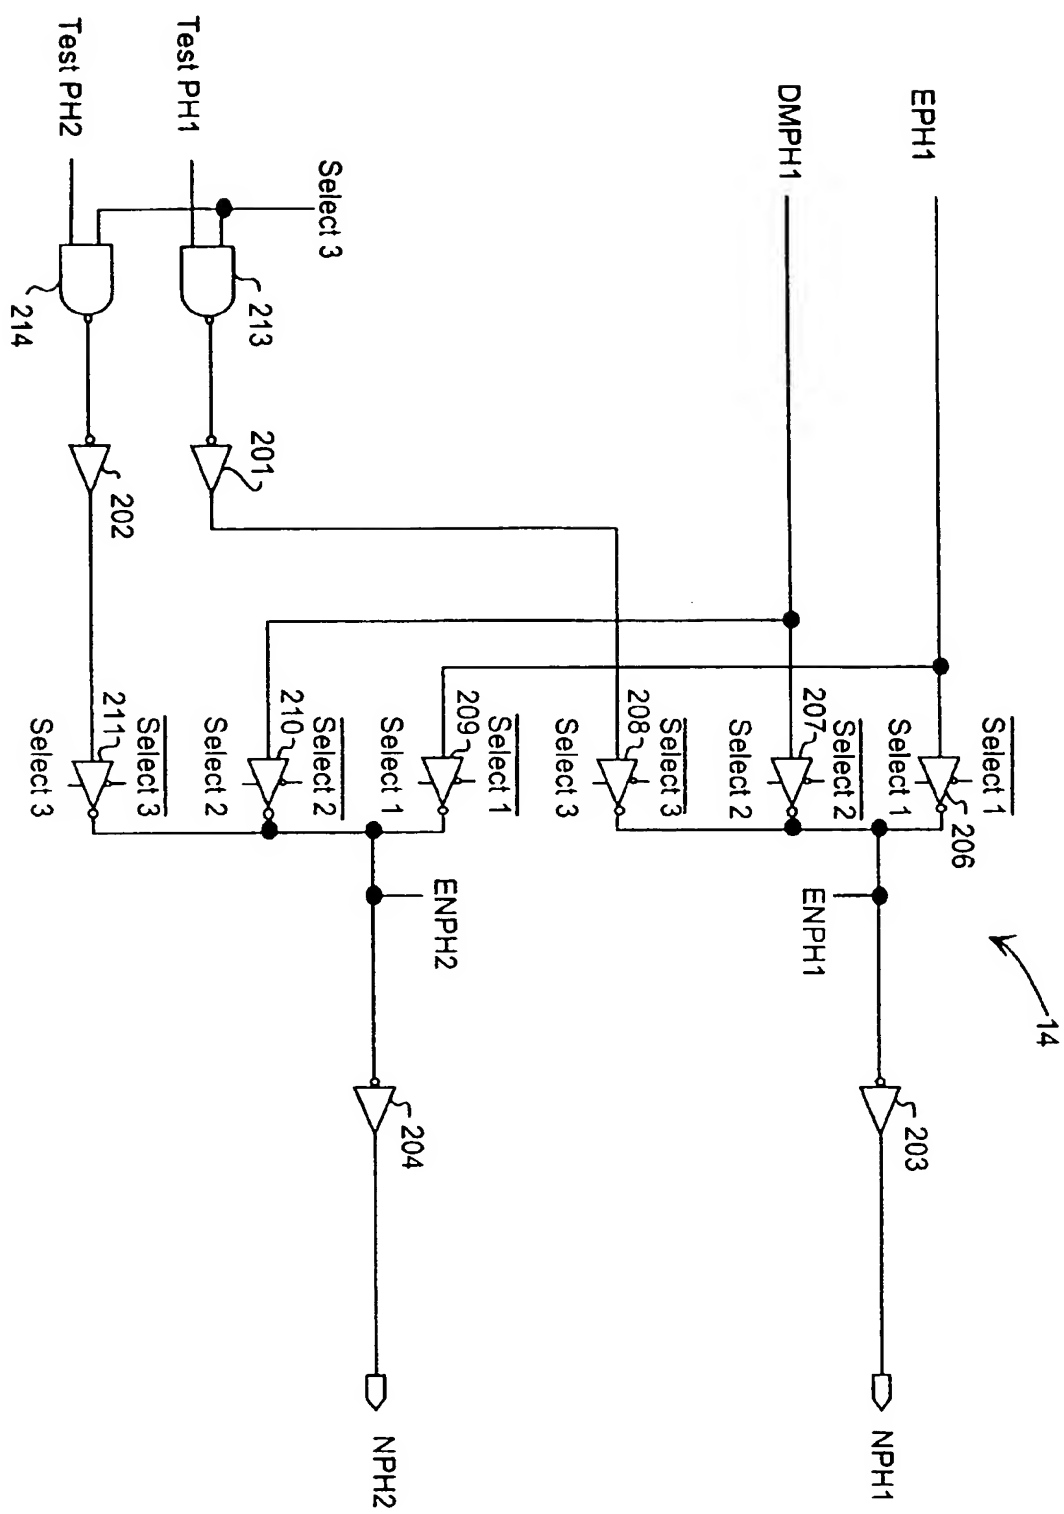 14
Select 1
206
EPH1
203
Select 1
NPH1
Select 2
207
ENPH1
DMPH1
Select 2
Select 3
208
Select 3
Select 1
209
ENPH2
204
Select 1
NPH2
Select 3
Select 2
210
213
201
Select 2
Test PH1
Select 3
202
211
Test PH2
Select 3
214